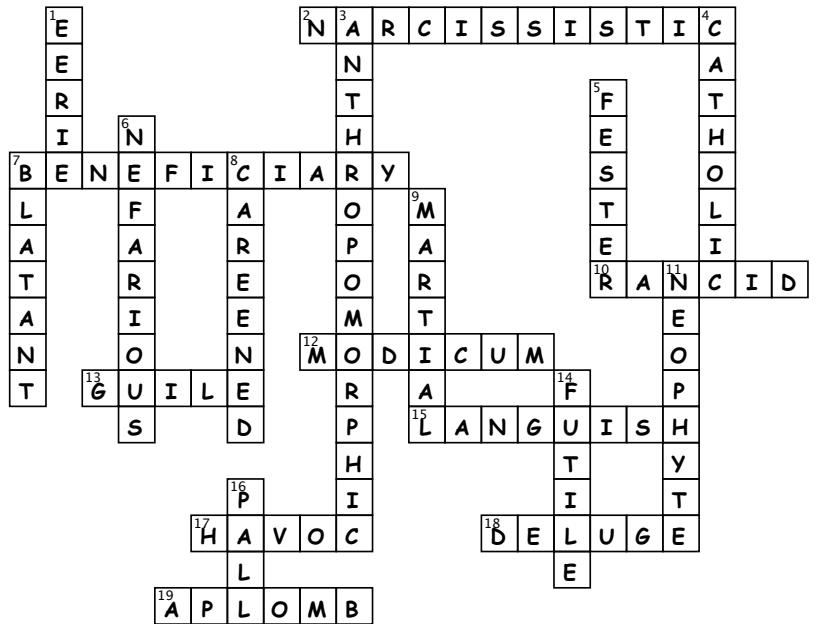 1 E 2 N 3 A R C I S S I S T I 4 C
E N A
R T 5 F T
I 6 N H E H
7 B E N E F I 8 C I A R Y S O
L F A O 9 M T L
A A R P A E I
T R E O R 10 R A 11 N C I D
A I E M T E
N O N 12 M O D I C U M O
T 13 G U I L E R A 14 F P
S D P 15 L A N G U I S H
H T Y
16 P I I T
17 H A V O C 18 D E L U G E
L E
19 A P L O M B